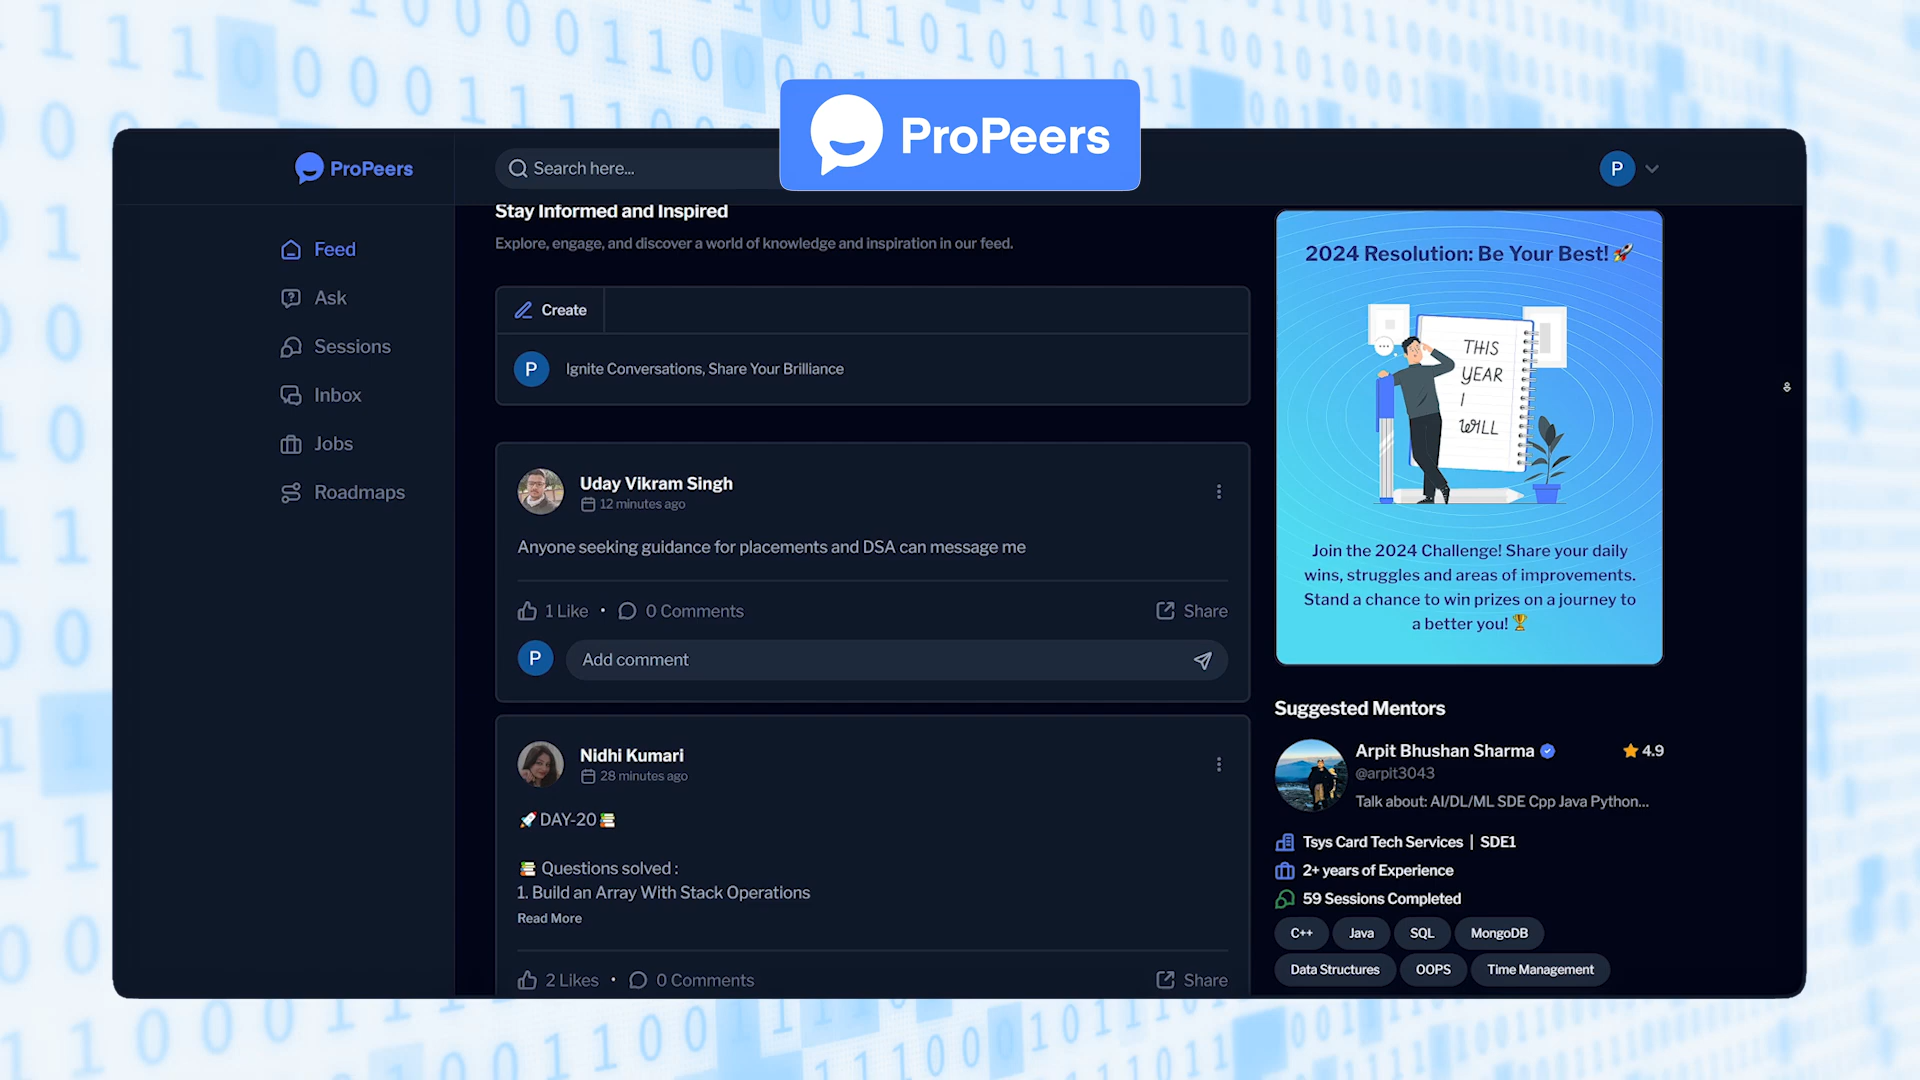 ProPeers
ProPeers
Search here...
P
Feed
Ask
Sessions
Inbox
Jobs
Roadmaps
Stay Informed and Inspired
Explore, engage, and discover a world of knowledge and inspiration in our feed.
Create
P
Ignite Conversations, Share Your Brilliance
Uday Vikram Singh
12 minutes ago
Anyone seeking guidance for placements and DSA can message me
1 Like • 0 Comments
Share
P
Add comment
Nidhi Kumari
28 minutes ago
🚀 DAY-20 📚
📚 Questions solved :
1. Build an Array With Stack Operations
Read More
2 Likes • 0 Comments
Share
2024 Resolution: Be Your Best! 🚀
THIS
YEAR
I
WILL
Join the 2024 Challenge! Share your daily
wins, struggles and areas of improvements.
Stand a chance to win prizes on a journey to
a better you! 🏆
Suggested Mentors
Arpit Bhushan Sharma
4.9
@arpit3043
Talk about: AI/DL/ML SDE Cpp Java Python...
Tsys Card Tech Services | SDE1
2+ years of Experience
59 Sessions Completed
C++
Java
SQL
MongoDB
Data Structures
OOPS
Time Management